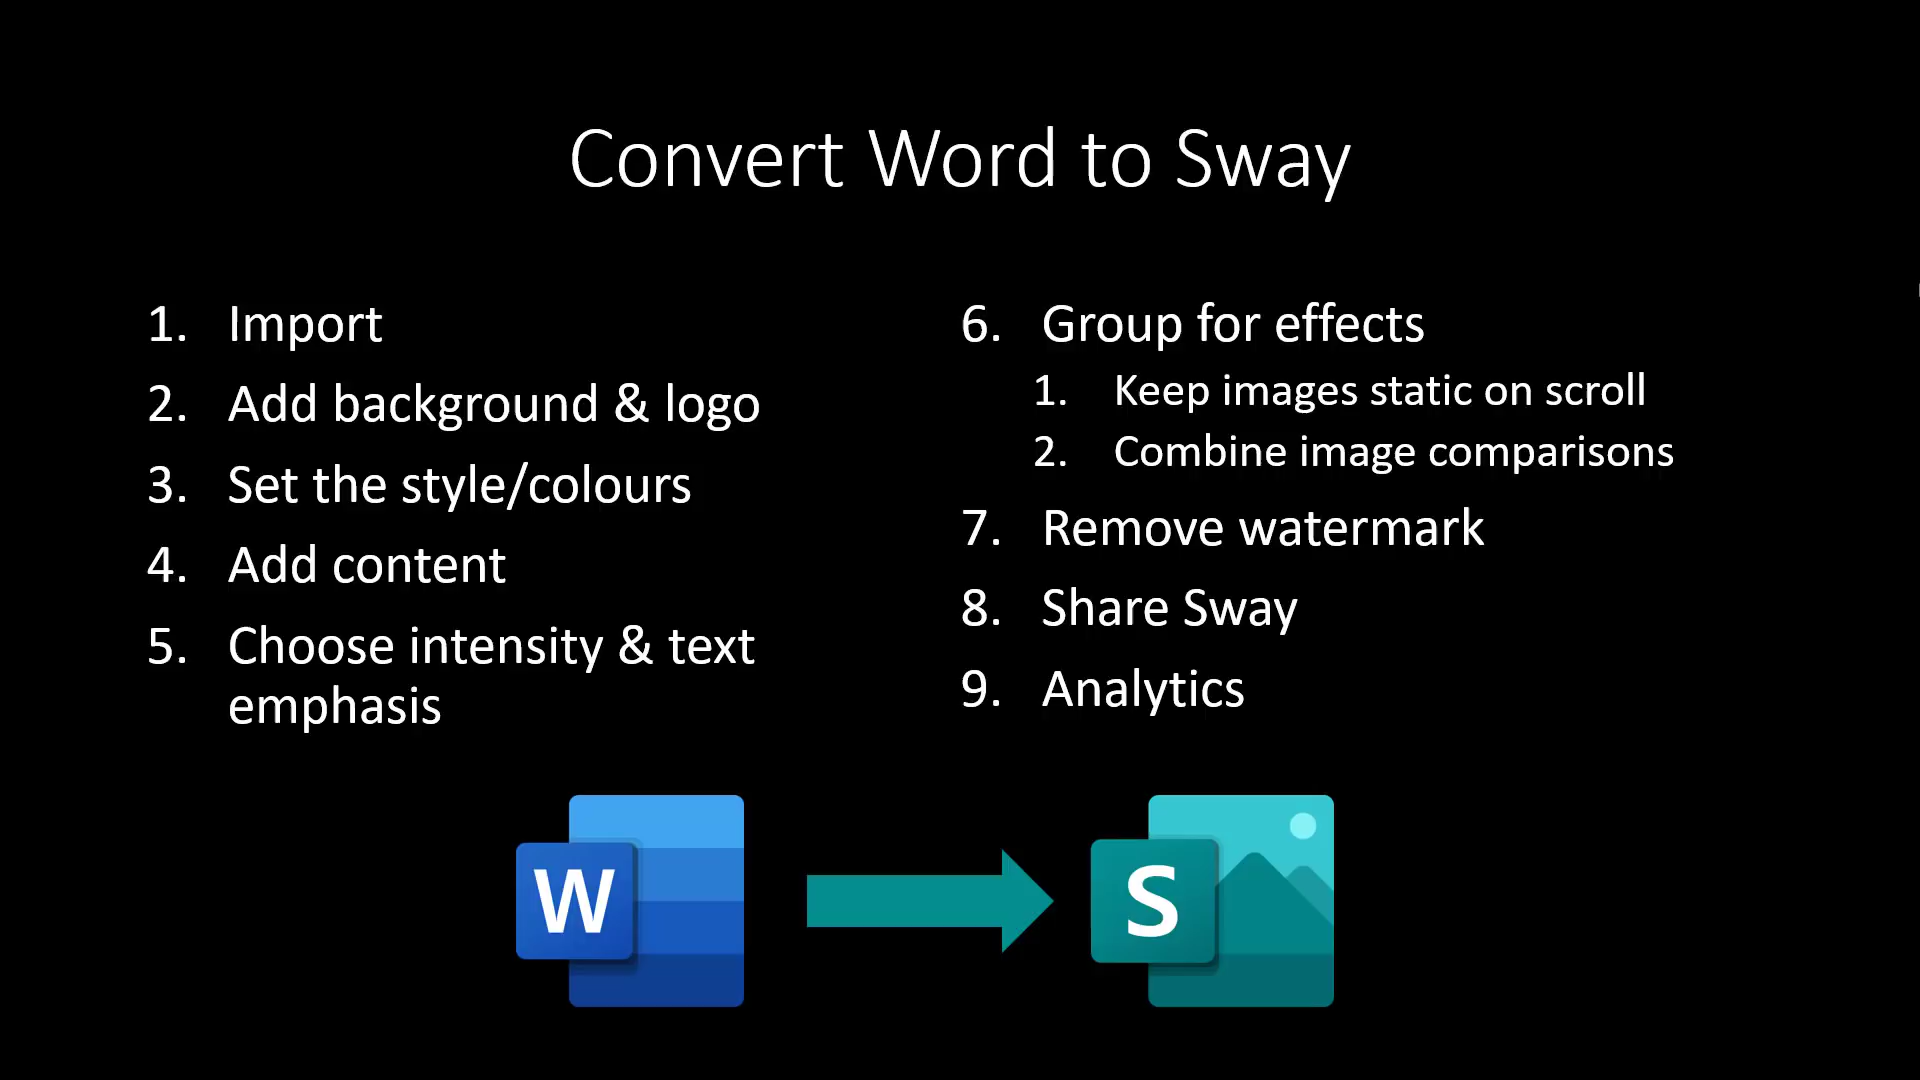 Convert Word to Sway
1. Import
2. Add background & logo
3. Set the style/colours
4. Add content
5. Choose intensity & text
emphasis
6. Group for effects
1. Keep images static on scroll
2. Combine image comparisons
7. Remove watermark
8. Share Sway
9. Analytics
W
S